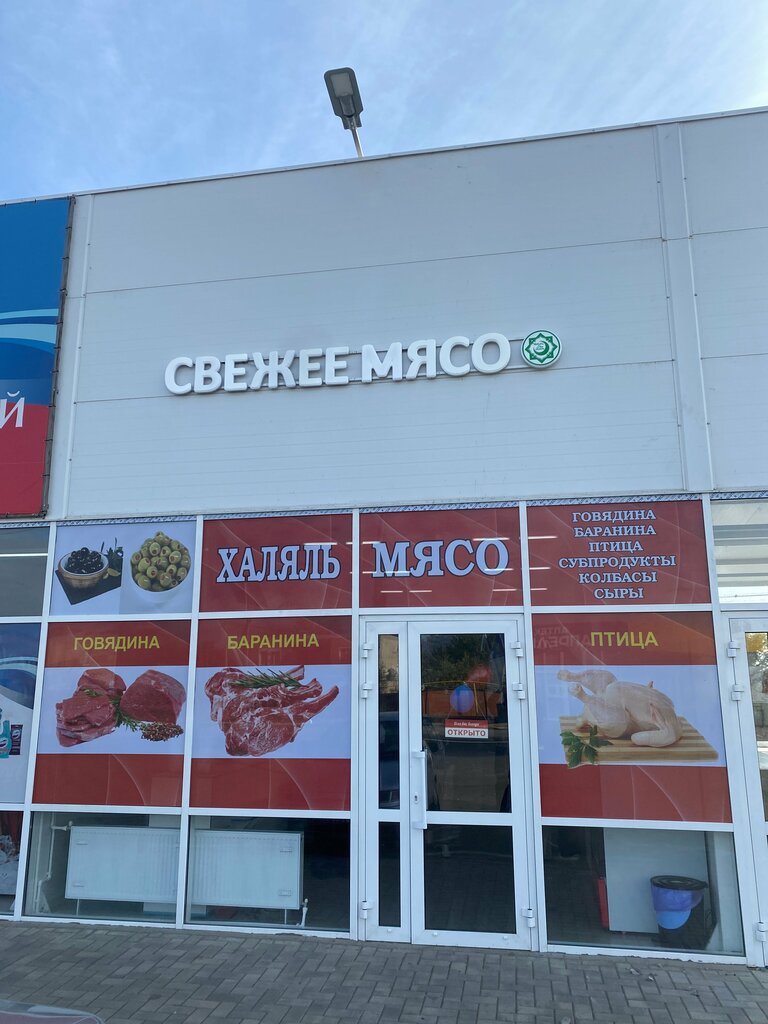 СВЕЖЕЕ МЯСО
Й
ХАЛЯЛЬ МЯСО
ГОВЯДИНА
БАРАНИНА
ПТИЦА
СУБПРОДУКТЫ
КОЛБАСЫ
СЫРЫ
ГОВЯДИНА
БАРАНИНА
ПТИЦА
ОТКРЫТО